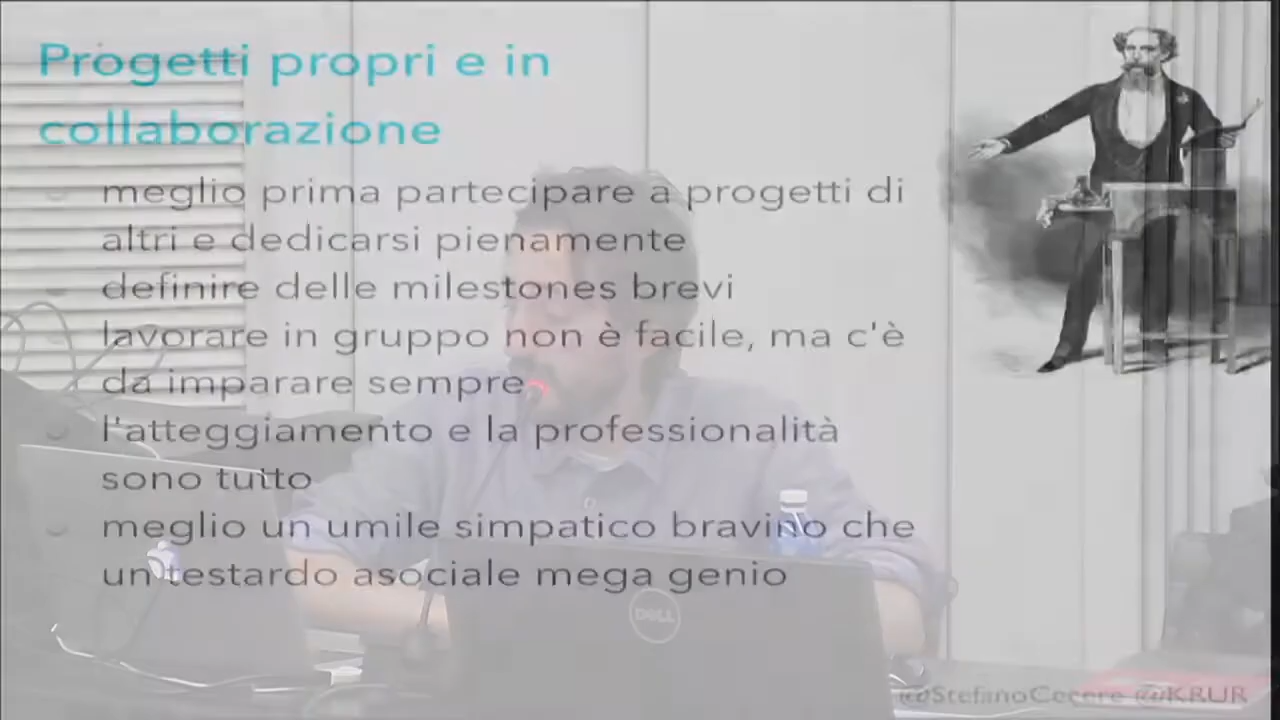 Progetti propri e in
collaborazione
meglio prima partecipare a progetti di
altri e dedicarsi pienamente
definire delle milestones brevi
lavorare in gruppo non è facile, ma c'è
da imparare sempre
l'atteggiamento e la professionalità
sono tutto
meglio un umile simpatico bravino che
un testardo asociale mega genio
DELL
@StefanoCecere @KRUR